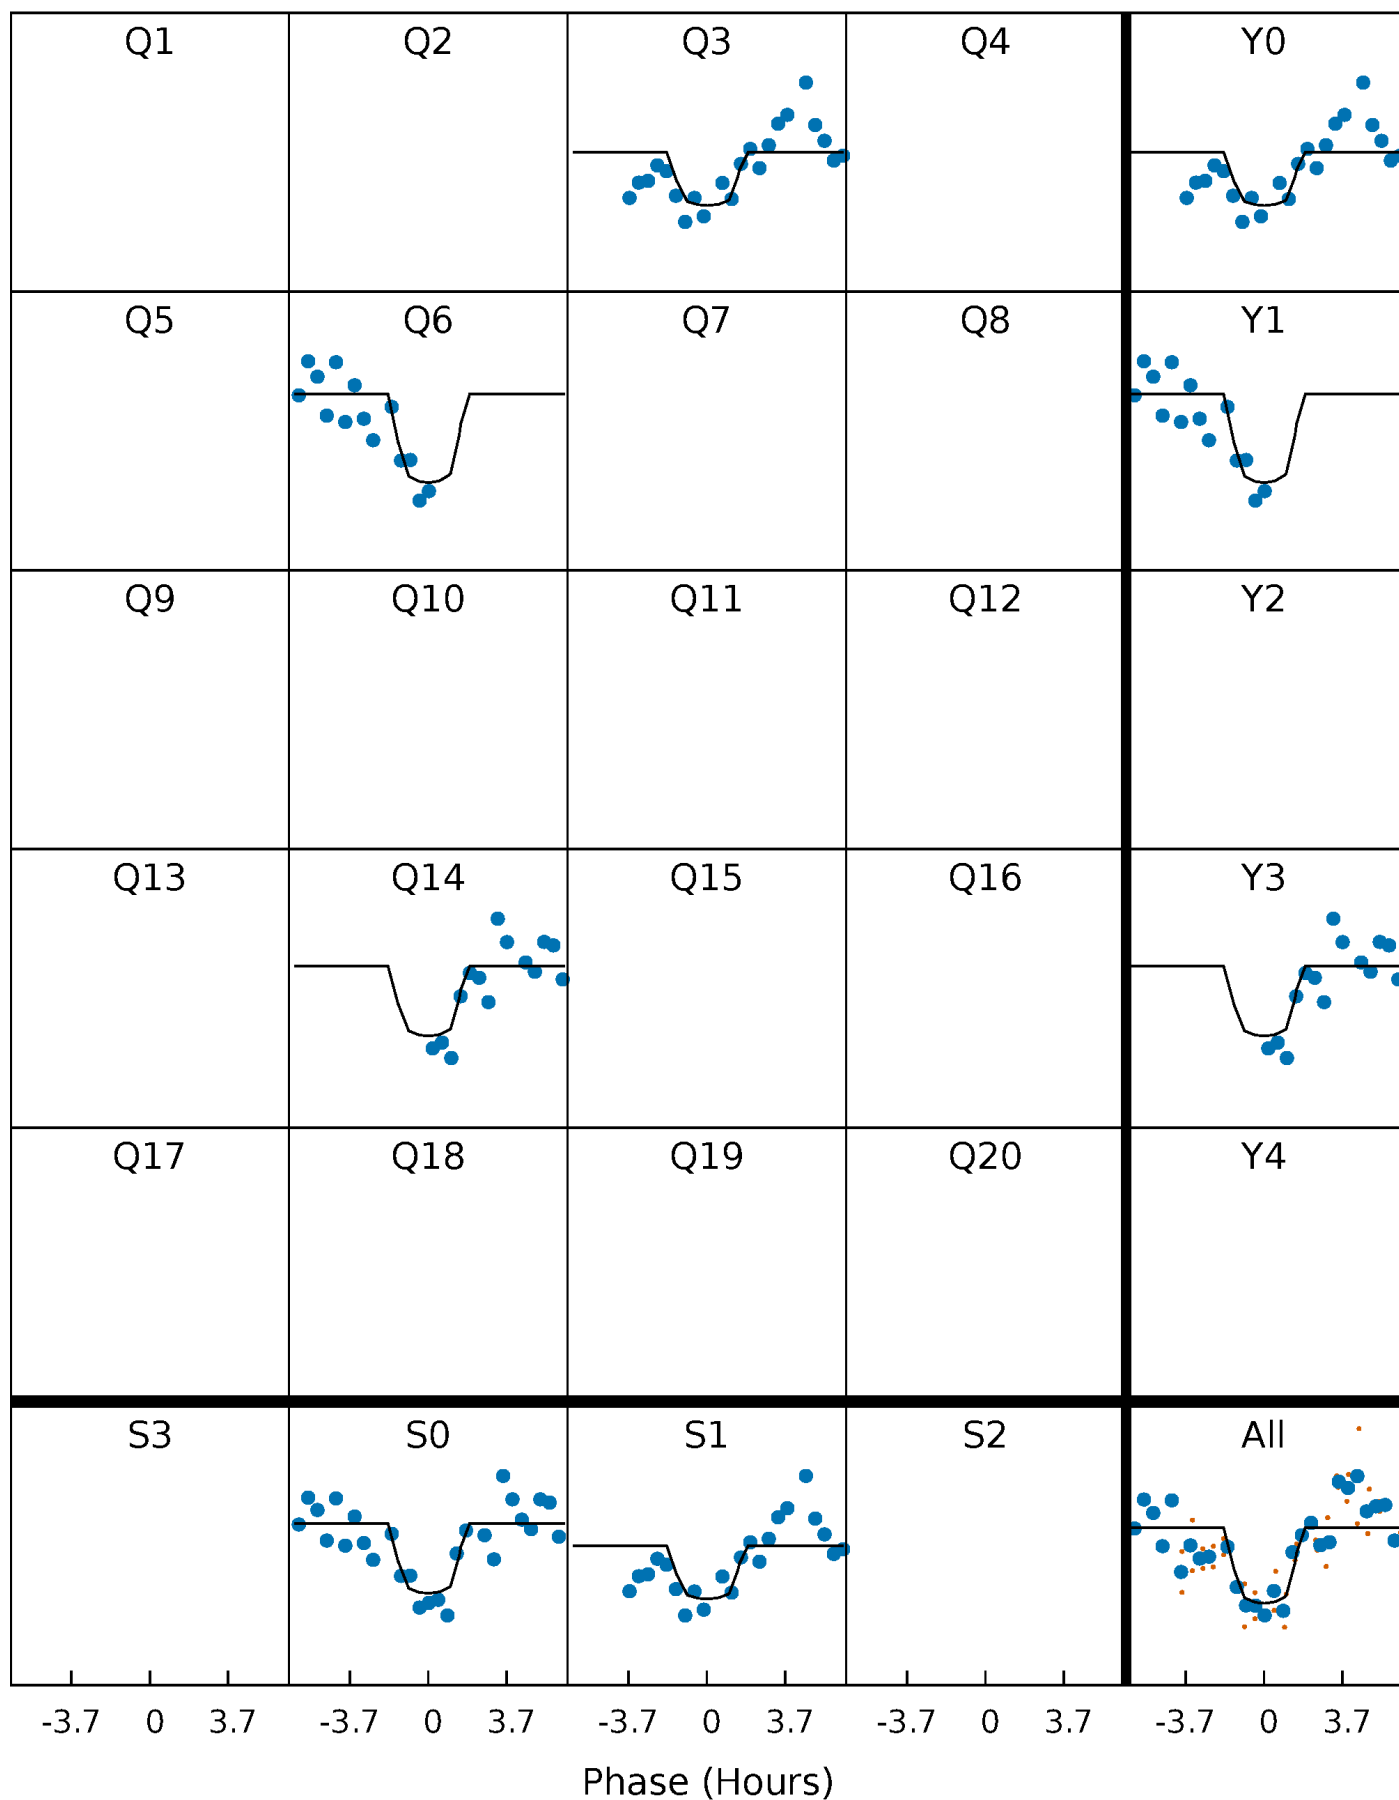 Q1 Q2 Q3 Q4 Y0
Q5 Q6 Q7 Q8 Y1
Q9 Q10 Q11 Q12 Y2
Q13 Q14 Q15 Q16 Y3
Q17 Q18 Q19 Q20 Y4
S3 S0 S1 S2 All
-3.7 0 3.7 -3.7 0 3.7 -3.7 0 3.7 -3.7 0 3.7 -3.7 0 3.7
Phase (Hours)